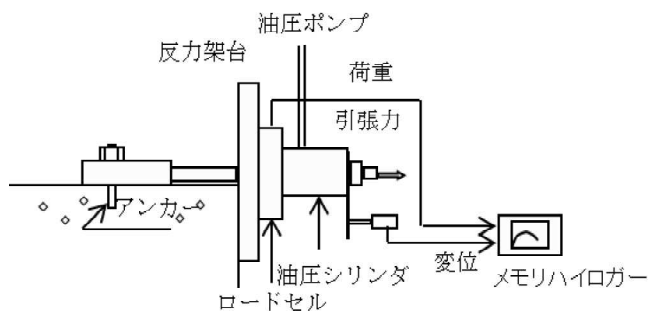 油圧ポンプ
反力架台
荷重
引張力
アンカー
変位
油圧シリンダ
メモリハイロガー
ロードセル